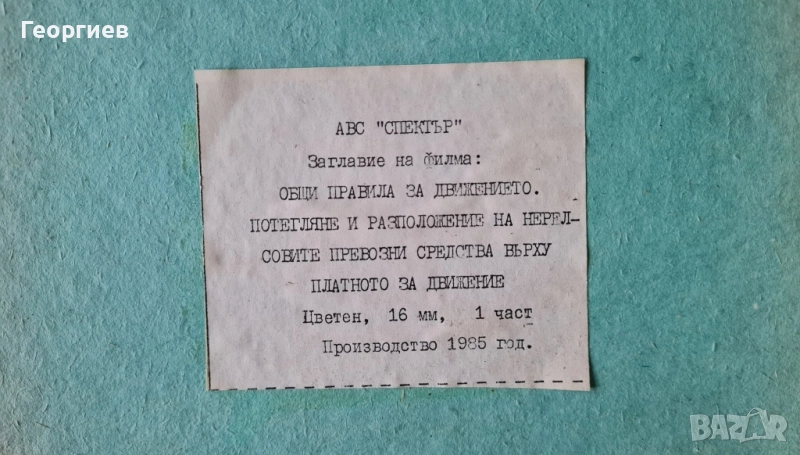 Георгиев
АВС "СПЕКТЪР"
Заглавие на филма:
ОБЩИ ПРАВИЛА ЗА ДВИЖЕНИЕТО.
ПОТЕГЛЯНЕ И РАЗПОЛОЖЕНИЕ НА НЕРЕЛ-
СОВИТЕ ПРЕВОЗНИ СРЕДСТВА ВЪРХУ
ПЛАТНОТО ЗА ДВИЖЕНИЕ
Цветен, 16 мм, 1 част
Производство 1985 год.
BAZAR